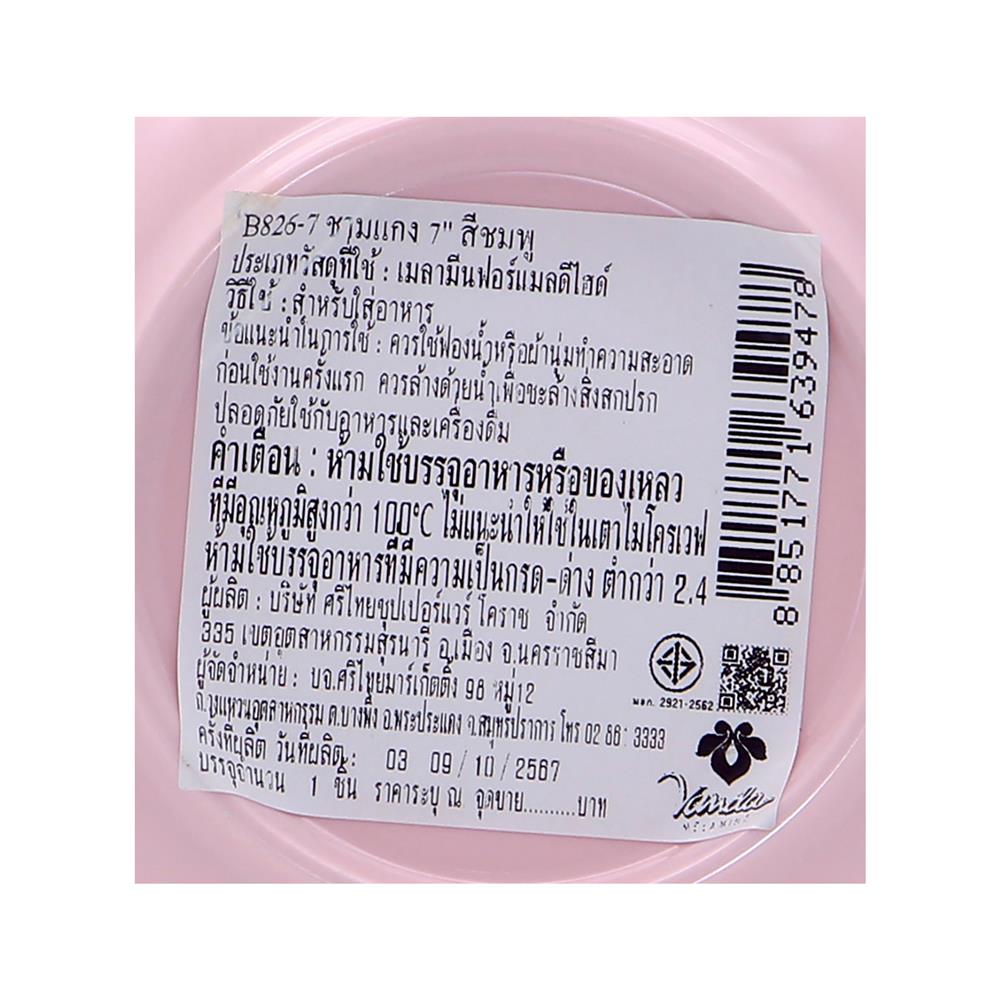 B826-7 ชามแกง 7" สีชมพู
ประเภทวัสดุที่ใช้ : เมลามีนฟอร์แมลดีไฮด์
วิธีใช้ : สำหรับใส่อาหาร
ข้อแนะนำในการใช้ : ควรใช้ฟองน้ำหรือผ้านุ่มทำความสะอาด
ก่อนใช้งานครั้งแรก ควรล้างด้วยน้ำเพื่อชะล้างสิ่งสกปรก
ปลอดภัยใช้กับอาหารและเครื่องดื่ม
คำเตือน : ห้ามใช้บรรจุอาหารหรือของเหลว
ที่มีอุณหภูมิสูงกว่า 100°C ไม่แนะนำให้ใช้ในเตาไมโครเวฟ
ห้ามใช้บรรจุอาหารที่มีความเป็นกรด-ด่าง ต่ำกว่า 2.4
ผู้ผลิต : บริษัท ศรีไทยซุปเปอร์แวร์ โคราช จำกัด
335 เขตอุตสาหกรรมสุรนารี อ.เมือง จ.นครราชสีมา
ผู้จัดจำหน่าย : บจ.ศรีไทยมาร์เก็ตติ้ง 98 หมู่12
ถ.วงแหวนอุตสาหกรรม ต.บางพึ่ง อ.พระประแดง จ.สมุทรปราการ โทร 02 661 3333
ครั้งที่ผลิต วันที่ผลิต : 03 09/10/2567
บรรจุจำนวน 1 ชิ้น ราคาระบุ ณ จุดขาย..........บาท
8 851771 639478
มอก. 2921-2562
Vanda
MELAMINE